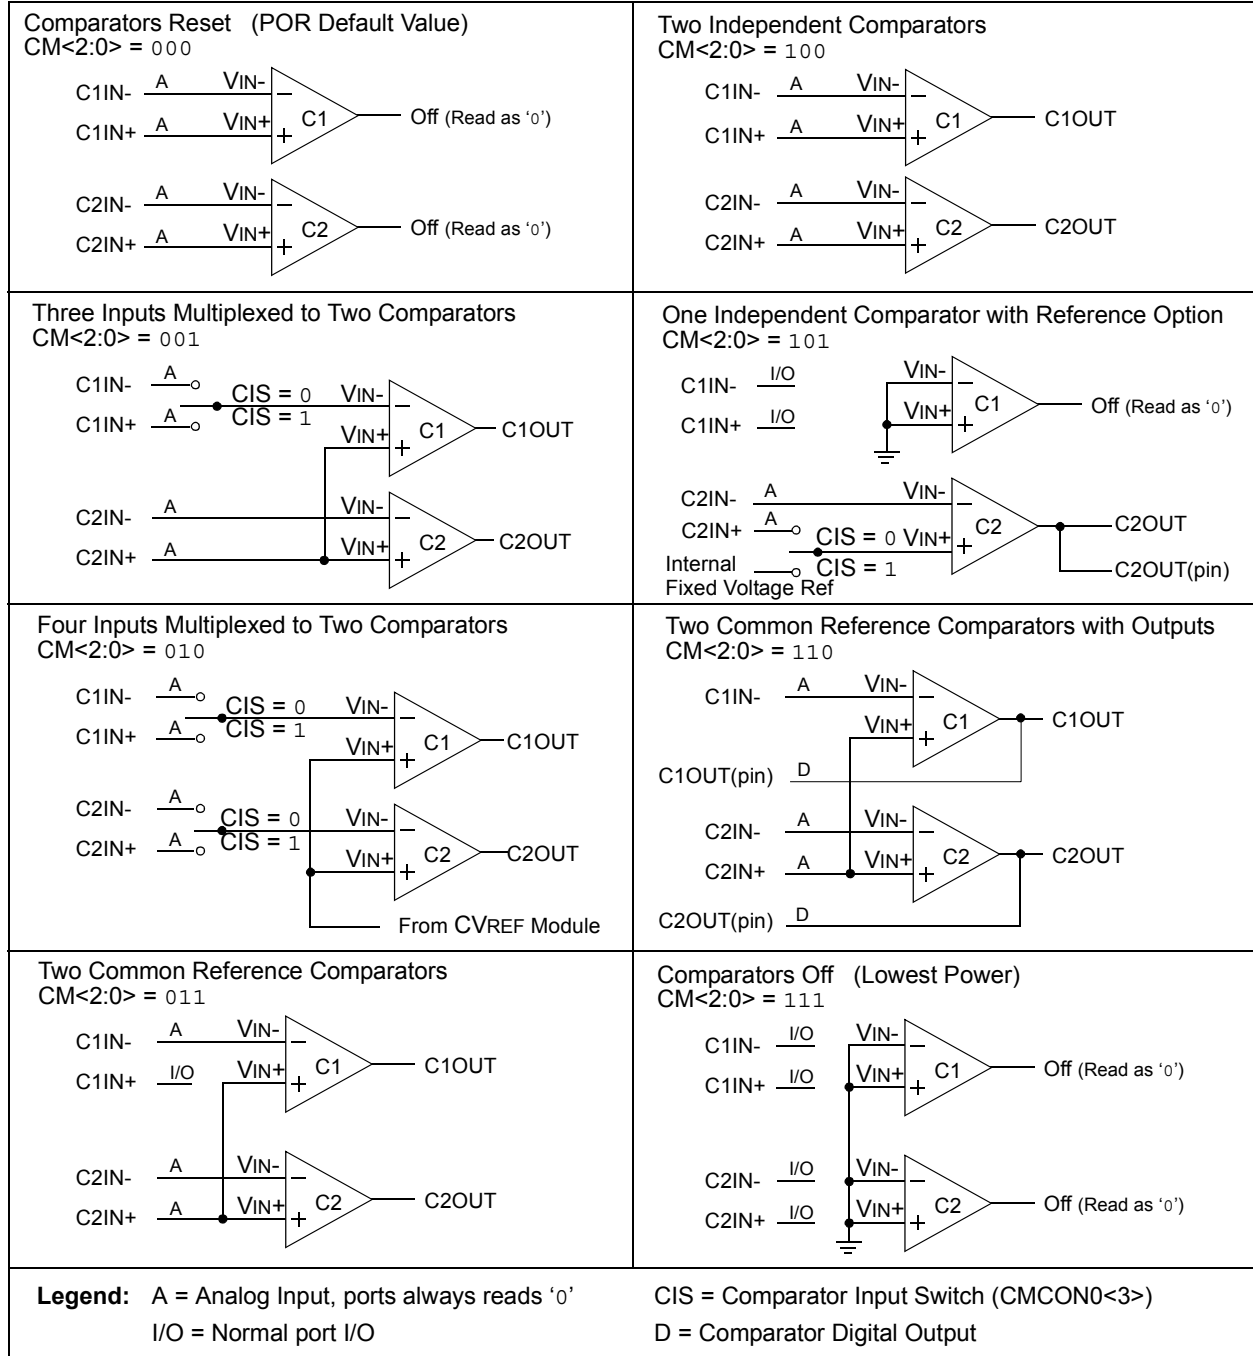 Comparators Reset (POR Default Value)
CM<2:0> = 000
C1IN- A VIN-
C1IN+ A VIN+
C1
Off (Read as ‘0’)
C2IN- A VIN-
C2IN+ A VIN+
C2
Off (Read as ‘0’)
Two Independent Comparators
CM<2:0> = 100
C1IN- A VIN-
C1IN+ A VIN+
C1
C1OUT
C2IN- A VIN-
C2IN+ A VIN+
C2
C2OUT
Three Inputs Multiplexed to Two Comparators
CM<2:0> = 001
C1IN- A
CIS = 0 VIN-
C1IN+ A
CIS = 1
VIN+
C1
C1OUT
C2IN- A VIN-
C2IN+ A VIN+
C2
C2OUT
One Independent Comparator with Reference Option
CM<2:0> = 101
C1IN- I/O VIN-
C1IN+ I/O VIN+
C1
Off (Read as ‘0’)
C2IN- A VIN-
C2IN+ A
CIS = 0 VIN+
C2
C2OUT
Internal
CIS = 1
C2OUT(pin)
Fixed Voltage Ref
Four Inputs Multiplexed to Two Comparators
CM<2:0> = 010
C1IN- A
CIS = 0 VIN-
C1IN+ A
CIS = 1
VIN+
C1
C1OUT
C2IN- A
CIS = 0 VIN-
C2IN+ A
CIS = 1
VIN+
C2
C2OUT
From CVREF Module
Two Common Reference Comparators with Outputs
CM<2:0> = 110
C1IN- A VIN-
VIN+
C1
C1OUT
C1OUT(pin) D
C2IN- A VIN-
C2IN+ A VIN+
C2
C2OUT
C2OUT(pin) D
Two Common Reference Comparators
CM<2:0> = 011
C1IN- A VIN-
C1IN+ I/O VIN+
C1
C1OUT
C2IN- A VIN-
C2IN+ A VIN+
C2
C2OUT
Comparators Off (Lowest Power)
CM<2:0> = 111
C1IN- I/O VIN-
C1IN+ I/O VIN+
C1
Off (Read as ‘0’)
C2IN- I/O VIN-
C2IN+ I/O VIN+
C2
Off (Read as ‘0’)
Legend: A = Analog Input, ports always reads ‘0’
I/O = Normal port I/O
CIS = Comparator Input Switch (CMCON0<3>)
D = Comparator Digital Output